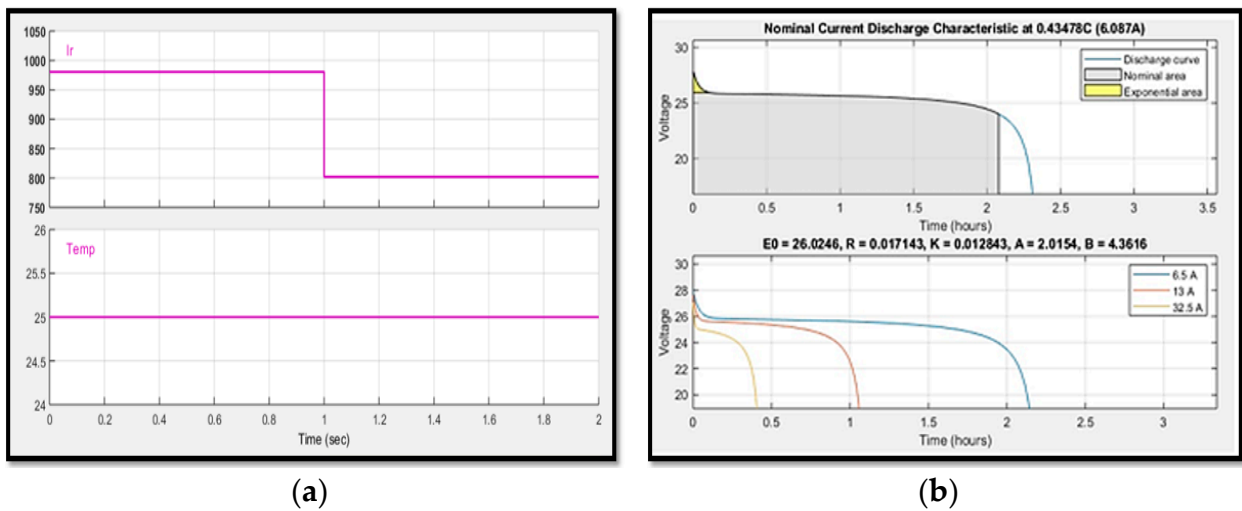 1050
Ir
1000
950
900
850
800
750
26
Temp
25.5
25
24.5
24
0 0.2 0.4 0.6 0.8 1 1.2 1.4 1.6 1.8 2
Time (sec)
(a)
Nominal Current Discharge Characteristic at 0.43478C (6.087A)
30
25
20
Voltage
Discharge curve
Nominal area
Exponential area
0 0.5 1 1.5 2 2.5 3 3.5
Time (hours)
E0 = 26.0246, R = 0.017143, K = 0.012843, A = 2.0154, B = 4.3616
30
28
26
24
22
20
Voltage
6.5 A
13 A
32.5 A
0 0.5 1 1.5 2 2.5 3
Time (hours)
(b)